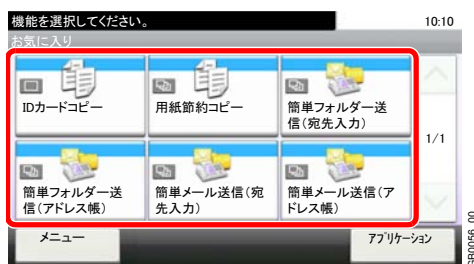 機能を選択してください。
10:10
お気に入り
IDカードコピー
用紙節約コピー
簡単フォルダー送
信(宛先入力)
1/1
簡単フォルダー送
信(アドレス帳)
簡単メール送信(宛
先入力)
簡単メール送信(ア
ドレス帳)
メニュー
アプリケーション